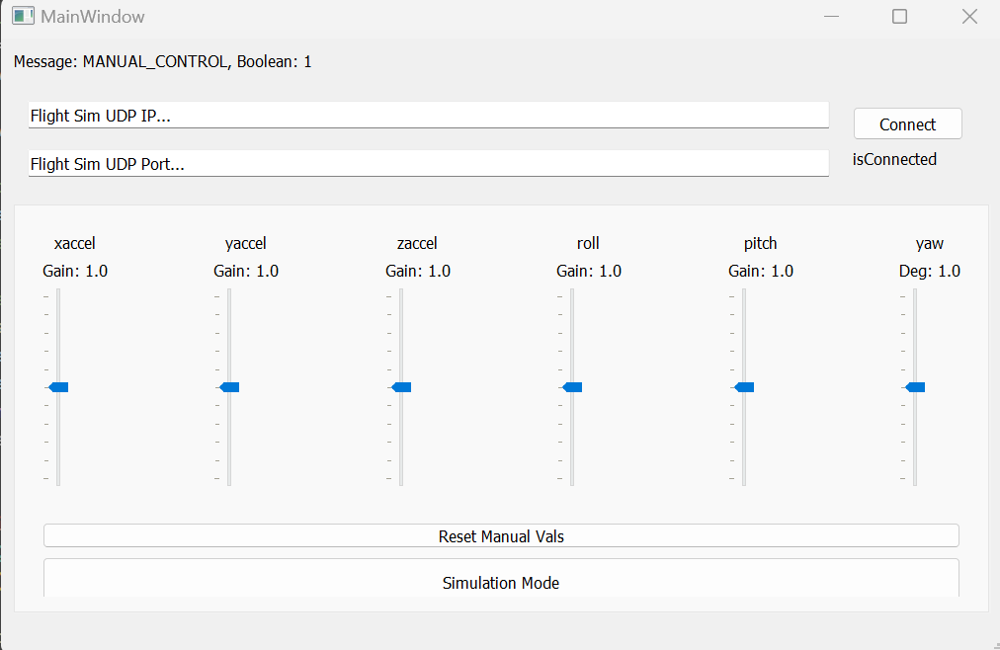 MainWindow
Message: MANUAL_CONTROL, Boolean: 1
Flight Sim UDP IP...
Connect
Flight Sim UDP Port...
isConnected
xaccel yaccel zaccel roll pitch yaw
Gain: 1.0 Gain: 1.0 Gain: 1.0 Gain: 1.0 Gain: 1.0 Deg: 1.0
Reset Manual Vals
Simulation Mode